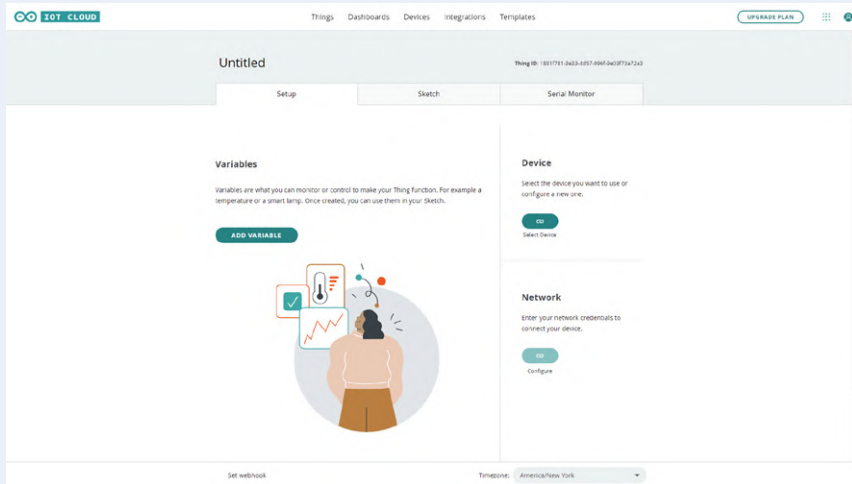 IOT CLOUD
Things Dashboards Devices Integrations Templates
UPGRADE PLAN
Untitled
Thing ID:
Setup Sketch Serial Monitor
Variables
Variables are what you can monitor or control to make your Thing function. For example a
temperature or a smart lamp. Once created, you can use them in your Sketch.
ADD VARIABLE
Device
Select the device you want to use or
configure a new one.
Select Device
Network
Enter your network credentials to
connect your device.
Configure
Set webhook
Timezone: America/New York